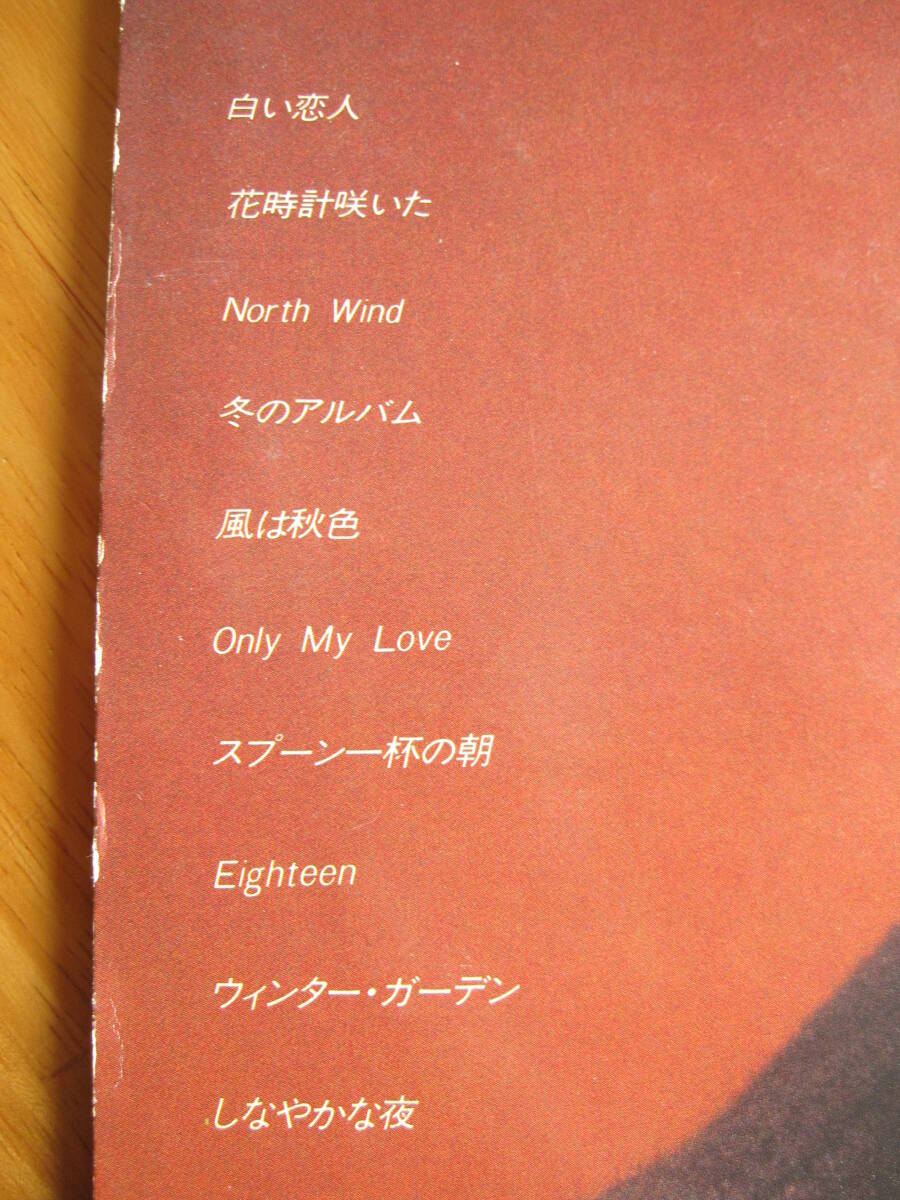 白い恋人
花時計咲いた
North Wind
冬のアルバム
風は秋色
Only My Love
スプーン一杯の朝
Eighteen
ウィンター・ガーデン
しなやかな夜